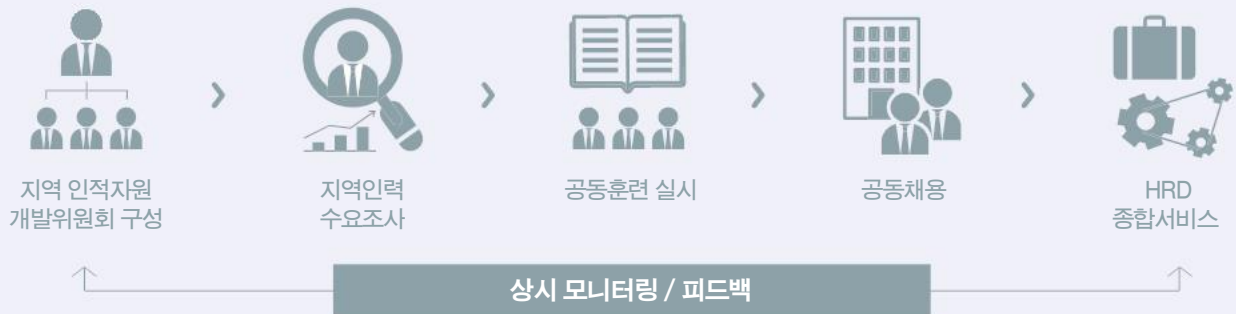 지역 인적자원
개발위원회 구성
지역인력
수요조사
공동훈련 실시
공동채용
HRD
종합서비스
상시 모니터링 / 피드백